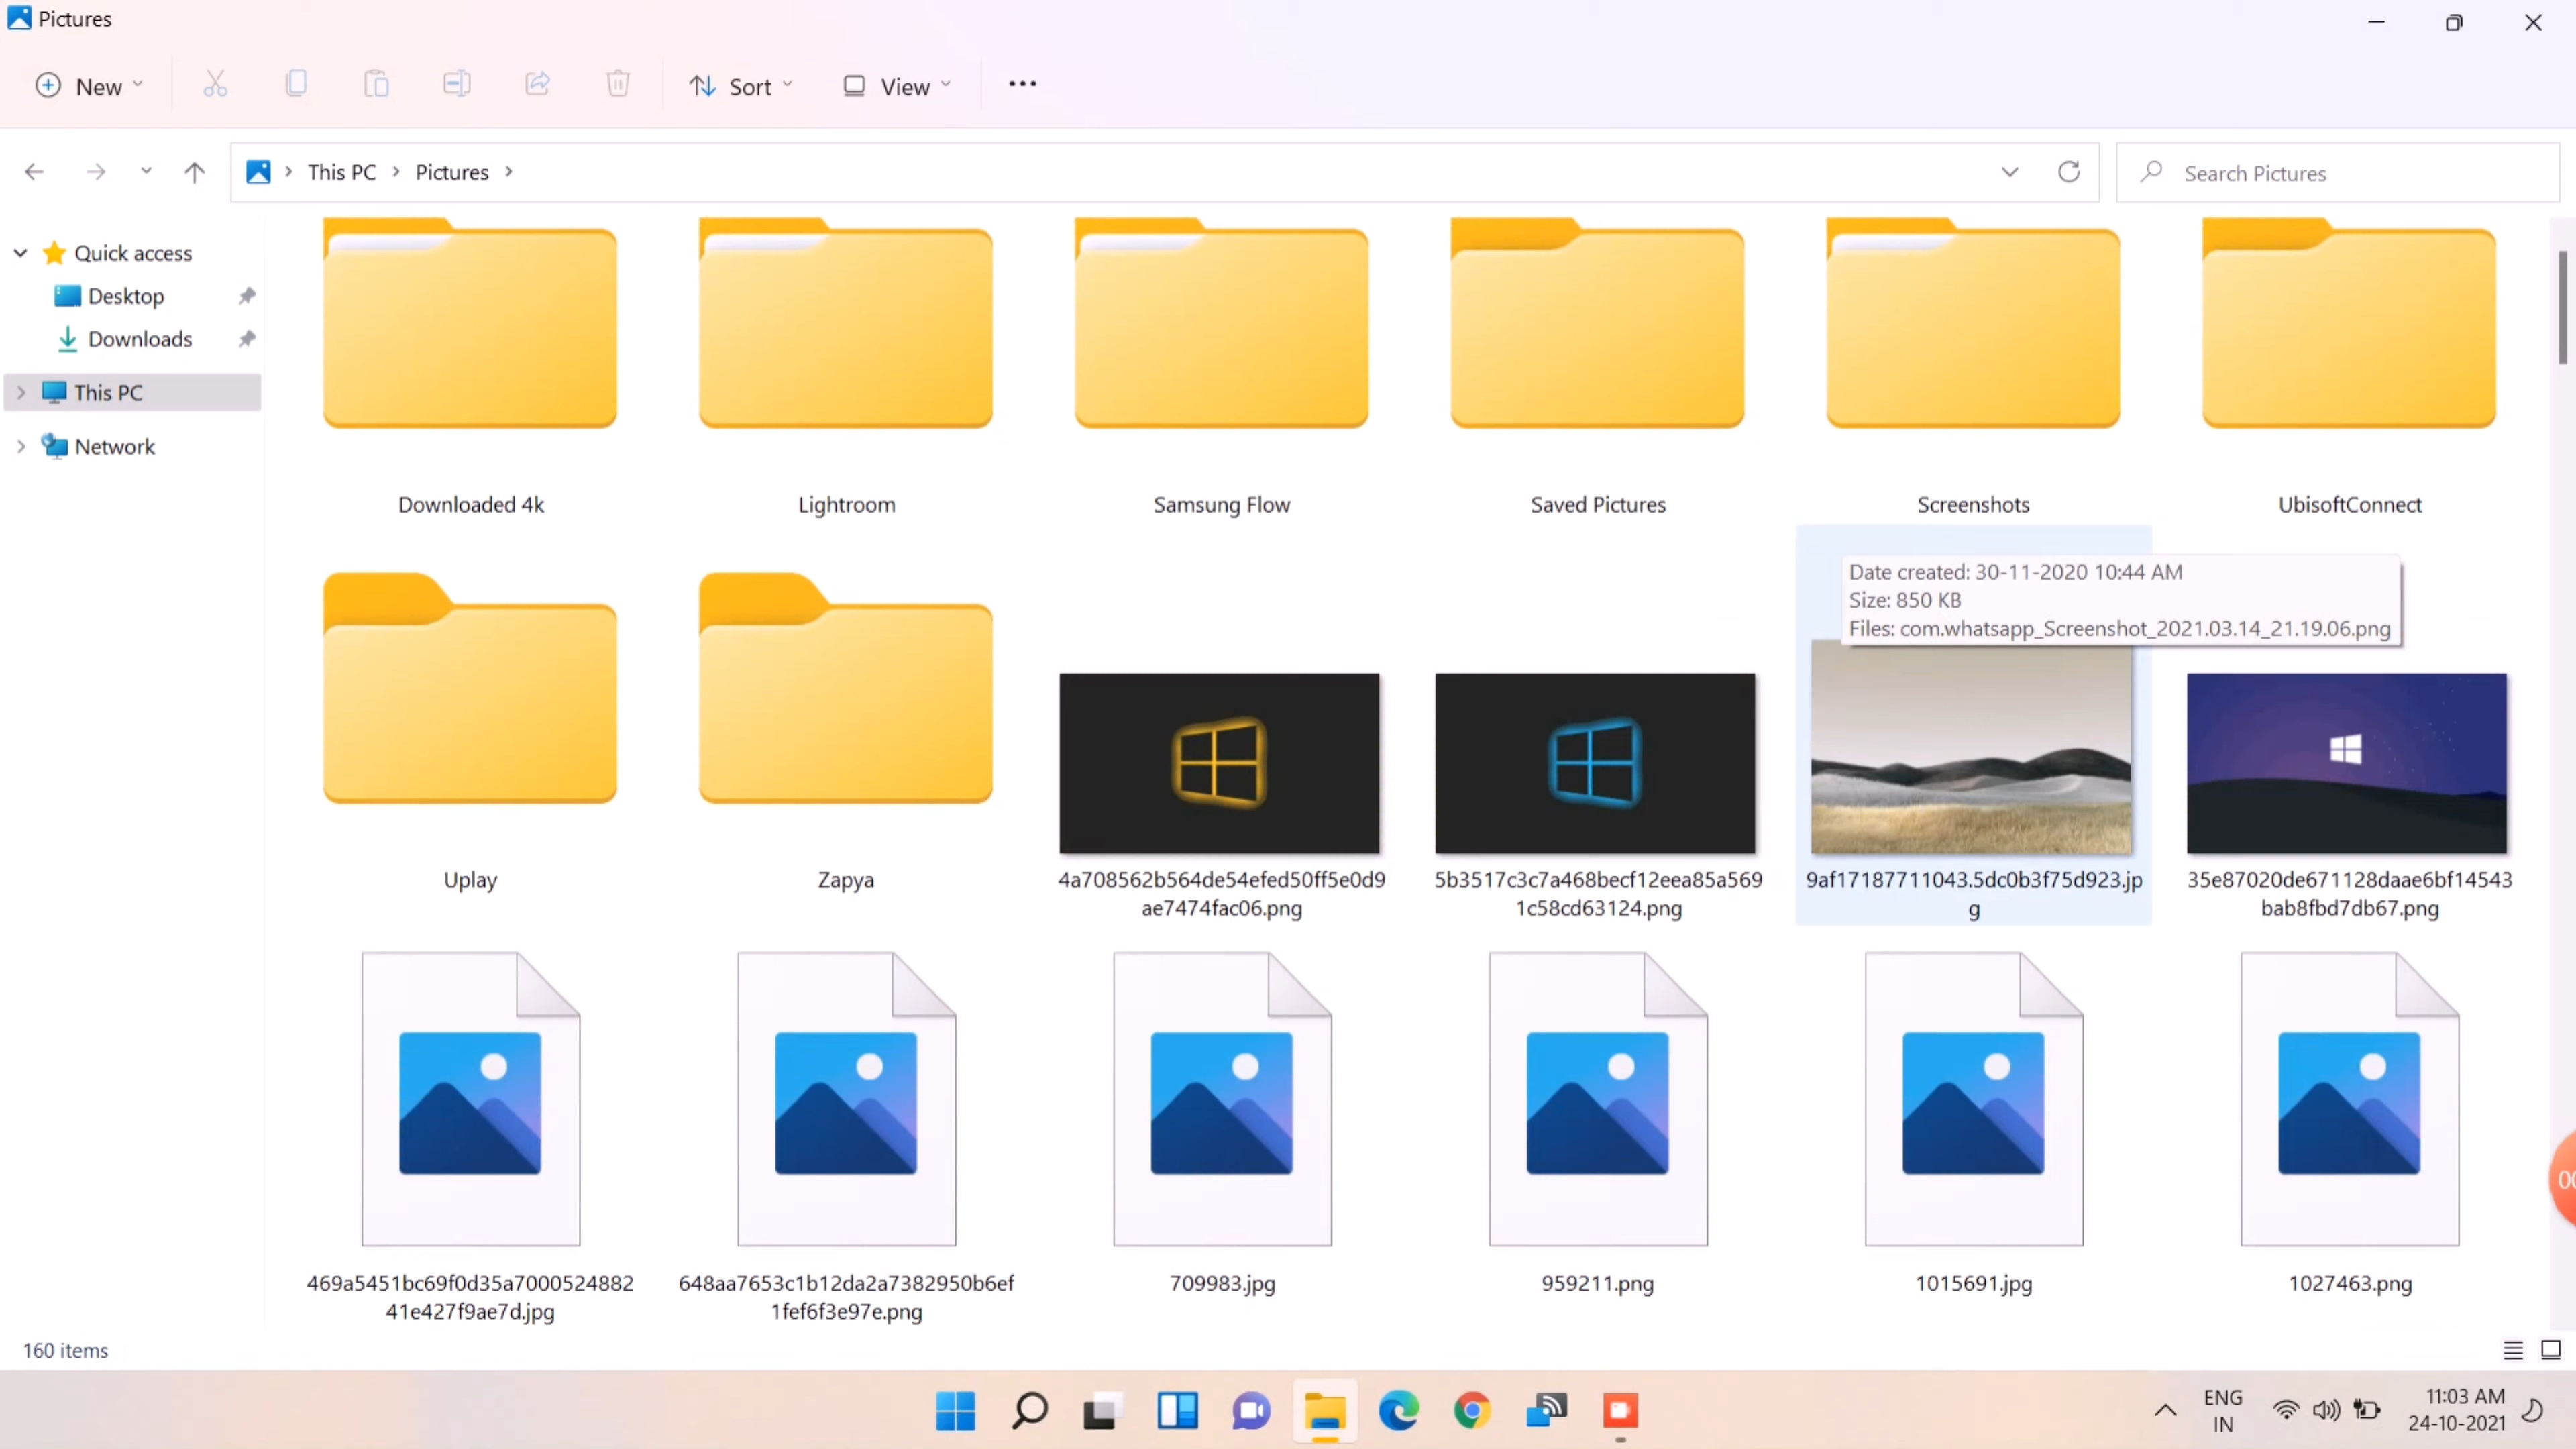 Pictures
New
Sort
View
This PC
Pictures
Search Pictures
Quick access
Desktop
Downloads
This PC
Network
Downloaded 4k
Lightroom
Samsung Flow
Saved Pictures
Screenshots
UbisoftConnect
Date created: 30-11-2020 10:44 AM
Size: 850 KB
Files: com.whatsapp_Screenshot_2021.03.14_21.19.06.png
Uplay
Zapya
4a708562b564de54efed50ff5e0d9
ae7474fac06.png
5b3517c3c7a468becf12eea85a569
1c58cd63124.png
9af17187711043.5dc0b3f75d923.jp
g
35e87020de671128daae6bf14543
bab8fbd7db67.png
469a5451bc69f0d35a7000524882
41e427f9ae7d.jpg
648aa7653c1b12da2a7382950b6ef
1fef6f3e97e.png
709983.jpg
959211.png
1015691.jpg
1027463.png
160 items
ENG
IN
11:03 AM
24-10-2021